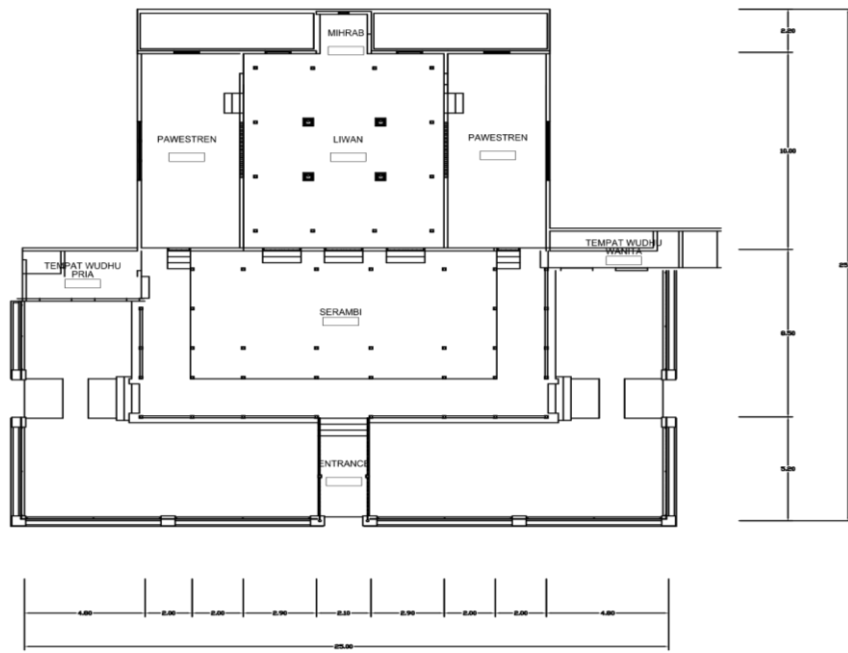 MIHRAB
2.20
PAWESTREN
LIWAN
PAWESTREN
10.00
TEMPAT WUDHU
PRIA
TEMPAT WUDHU
WANITA
25
SERAMBI
8.50
ENTRANCE
5.20
4.80 2.00 2.00 2.90 2.10 2.90 2.00 2.00 4.80
25.00